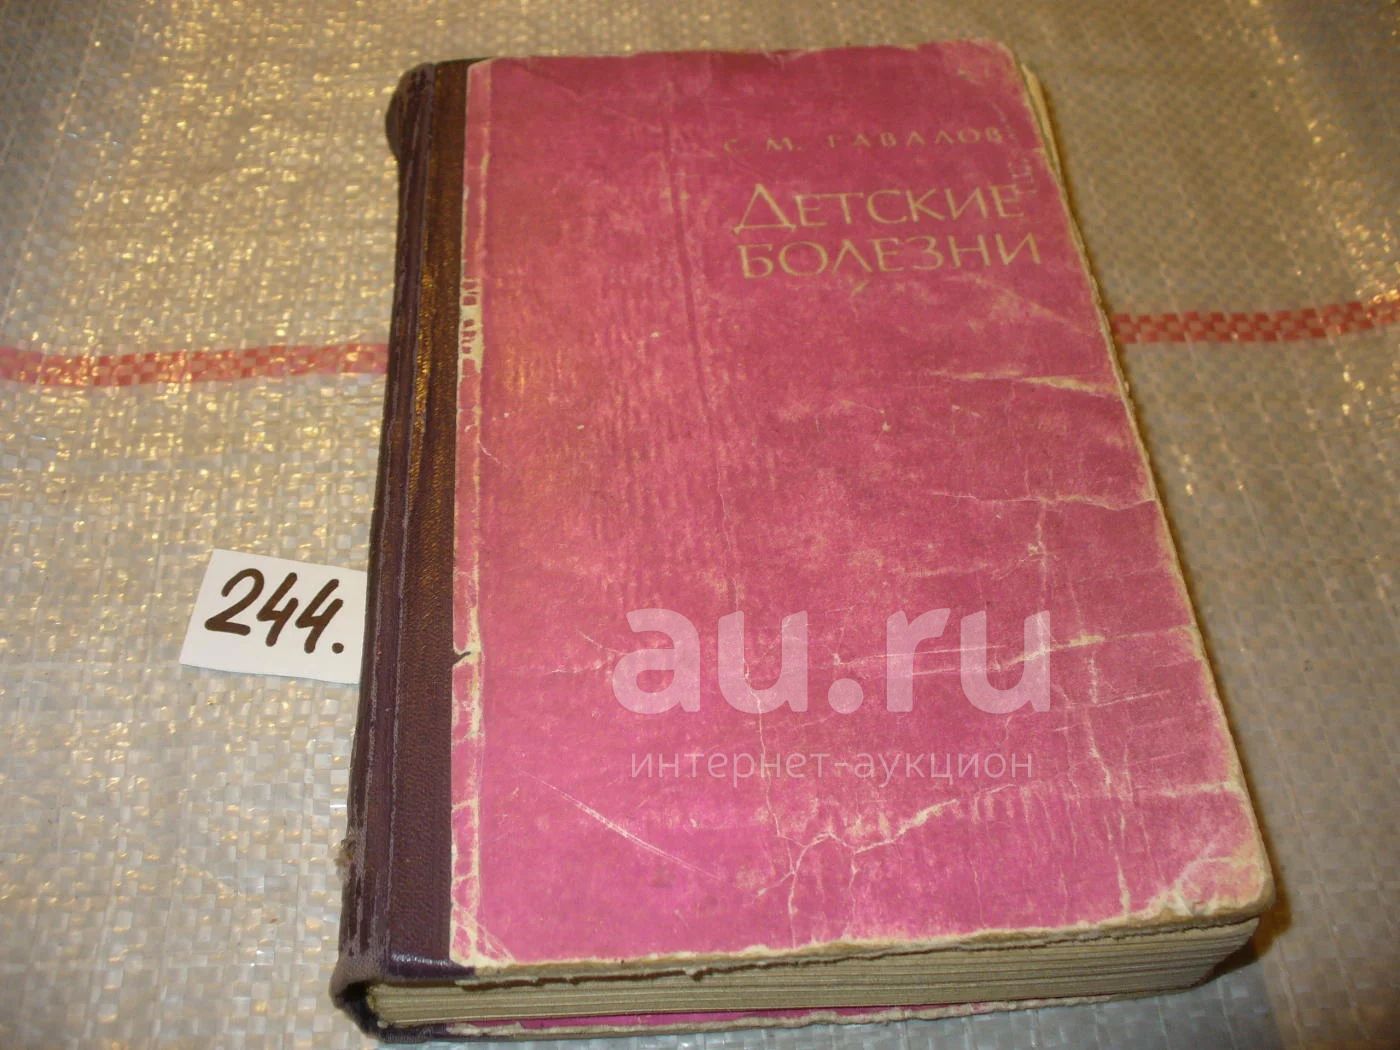 С. М. ГАВАЛОВ
ДЕТСКИЕ
БОЛЕЗНИ
244.
au.ru
интернет-аукцион